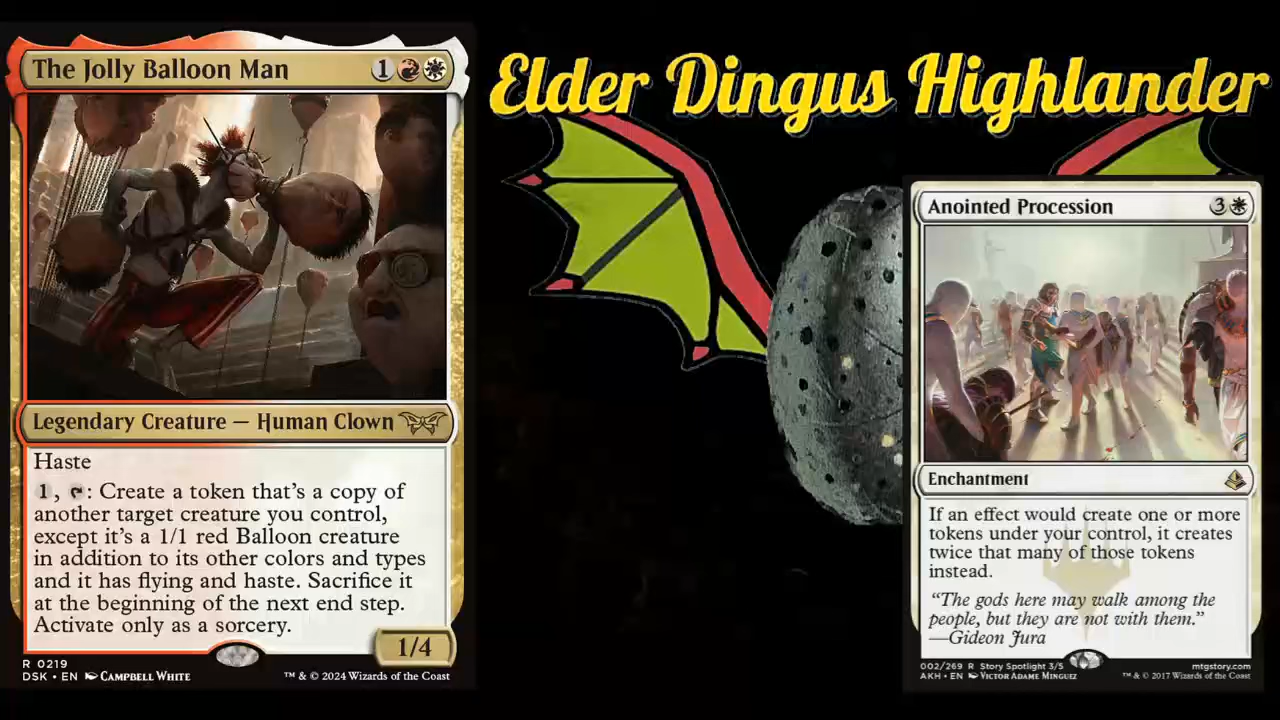 The Jolly Balloon Man 1
Legendary Creature — Human Clown
Haste
1, : Create a token that's a copy of
another target creature you control,
except it's a 1/1 red Balloon creature
in addition to its other colors and types
and it has flying and haste. Sacrifice it
at the beginning of the next end step.
Activate only as a sorcery.
1/4
R 0219
DSK • EN CAMPBELL WHITE
™ & © 2024 Wizards of the Coast
Elder Dingus Highlander
Anointed Procession 3
Enchantment
If an effect would create one or more
tokens under your control, it creates
twice that many of those tokens
instead.
“The gods here may walk among the
people, but they are not with them.”
—Gideon Jura
002/269 R Story Spotlight 3/5
AKH • EN VICTOR ADAME MINGUEZ
mtgstory.com
™ & © 2017 Wizards of the Coast